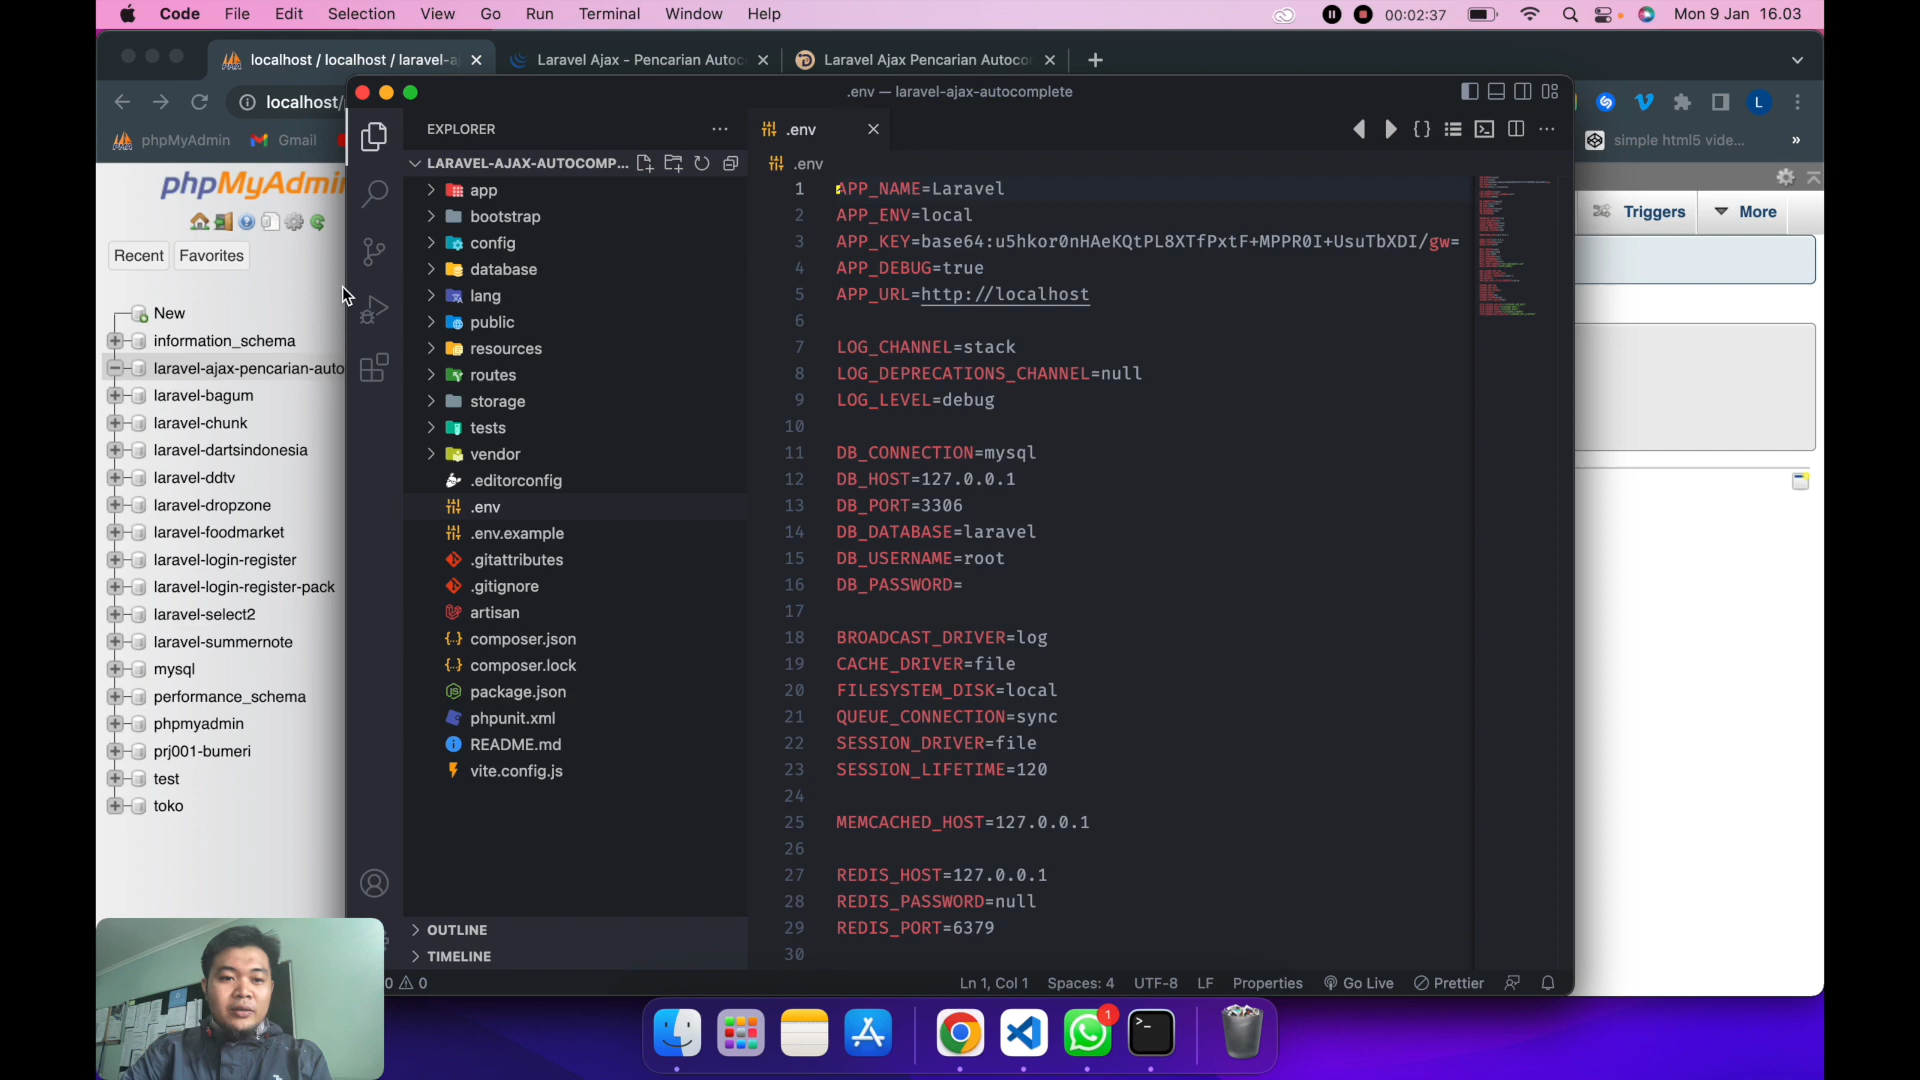 Code File Edit Selection View Go Run Terminal Window Help 00:02:37 Mon 9 Jan 16.03
localhost / localhost / laravel-a
Laravel Ajax - Pencarian Autoc
Laravel Ajax Pencarian Autoco
localhost/
.env — laravel-ajax-autocomplete
L
phpMyAdmin
Gmail
simple html5 vide...
»
phpMyAdmin
Triggers
More
Recent
Favorites
New
information_schema
laravel-ajax-pencarian-auto
laravel-bagum
laravel-chunk
laravel-dartsindonesia
laravel-ddtv
laravel-dropzone
laravel-foodmarket
laravel-login-register
laravel-login-register-pack
laravel-select2
laravel-summernote
mysql
performance_schema
phpmyadmin
prj001-bumeri
test
toko
EXPLORER
LARAVEL-AJAX-AUTOCOMP...
app
bootstrap
config
database
lang
public
resources
routes
storage
tests
vendor
.editorconfig
.env
.env.example
.gitattributes
.gitignore
artisan
composer.json
composer.lock
package.json
phpunit.xml
README.md
vite.config.js
OUTLINE
TIMELINE
.env
.env
1 APP_NAME=Laravel
2 APP_ENV=local
3 APP_KEY=base64:u5hkor0nHAeKQtPL8XTfPxtF+MPPR0I+UsuTbXDI/gw=
4 APP_DEBUG=true
5 APP_URL=http://localhost
6
7 LOG_CHANNEL=stack
8 LOG_DEPRECATIONS_CHANNEL=null
9 LOG_LEVEL=debug
10
11 DB_CONNECTION=mysql
12 DB_HOST=127.0.0.1
13 DB_PORT=3306
14 DB_DATABASE=laravel
15 DB_USERNAME=root
16 DB_PASSWORD=
17
18 BROADCAST_DRIVER=log
19 CACHE_DRIVER=file
20 FILESYSTEM_DISK=local
21 QUEUE_CONNECTION=sync
22 SESSION_DRIVER=file
23 SESSION_LIFETIME=120
24
25 MEMCACHED_HOST=127.0.0.1
26
27 REDIS_HOST=127.0.0.1
28 REDIS_PASSWORD=null
29 REDIS_PORT=6379
30
0 0
Ln 1, Col 1 Spaces: 4 UTF-8 LF Properties Go Live Prettier
1